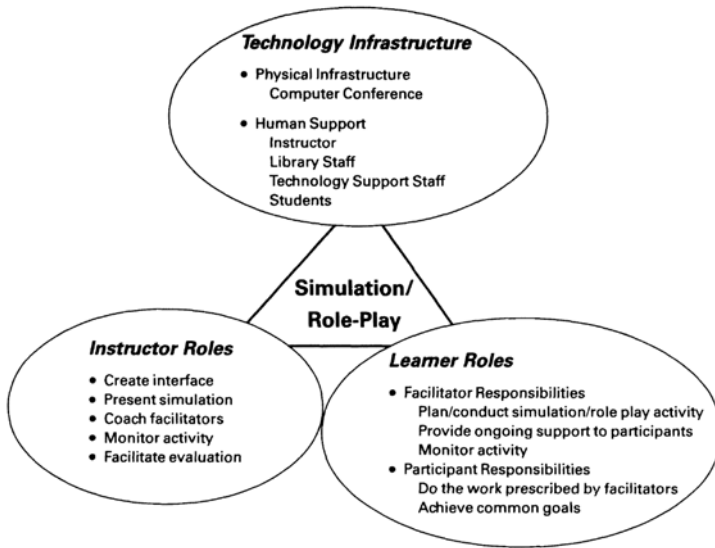 Technology Infrastructure
• Physical Infrastructure
Computer Conference
• Human Support
Instructor
Library Staff
Technology Support Staff
Students
Simulation/
Role-Play
Instructor Roles
• Create interface
• Present simulation
• Coach facilitators
• Monitor activity
• Facilitate evaluation
Learner Roles
• Facilitator Responsibilities
Plan/conduct simulation/role play activity
Provide ongoing support to participants
Monitor activity
• Participant Responsibilities
Do the work prescribed by facilitators
Achieve common goals